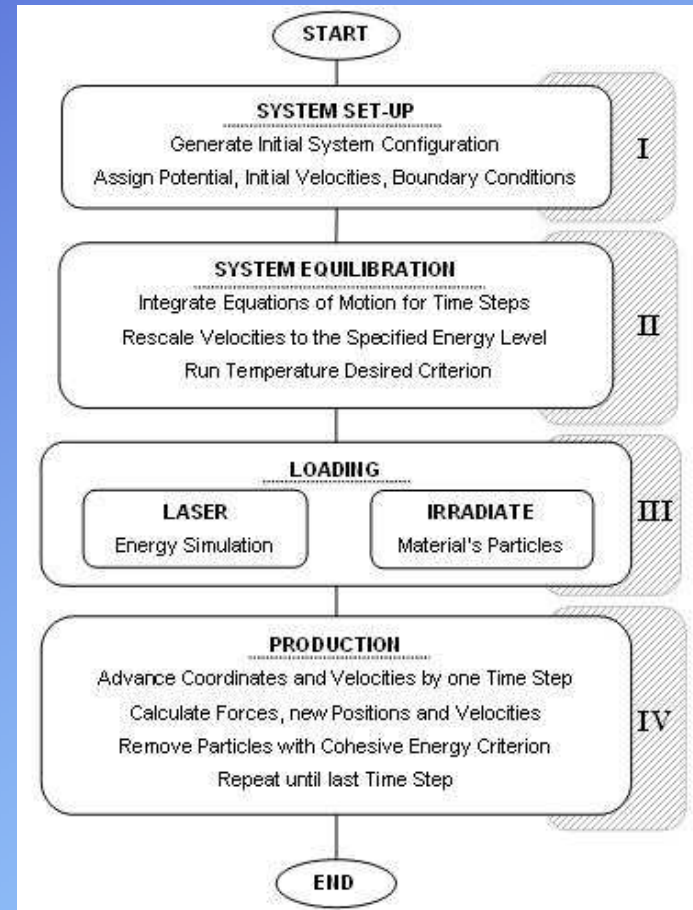 START
SYSTEM SET-UP
Generate Initial System Configuration
Assign Potential, Initial Velocities, Boundary Conditions
I
SYSTEM EQUILIBRATION
Integrate Equations of Motion for Time Steps
Rescale Velocities to the Specified Energy Level
Run Temperature Desired Criterion
II
LOADING
LASER
Energy Simulation
IRRADIATE
Material's Particles
III
PRODUCTION
Advance Coordinates and Velocities by one Time Step
Calculate Forces, new Positions and Velocities
Remove Particles with Cohesive Energy Criterion
Repeat until last Time Step
IV
END